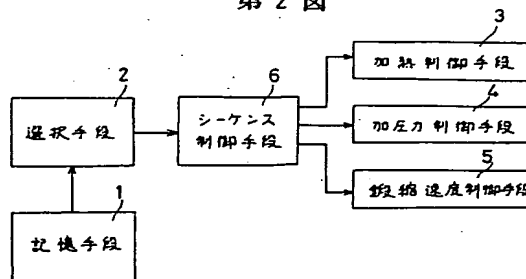 第2図
3
加熱制御手段
2
選択手段
6
シーケンス
制御手段
4
加圧力制御手段
5
鍛縮速度制御手段
1
記憶手段